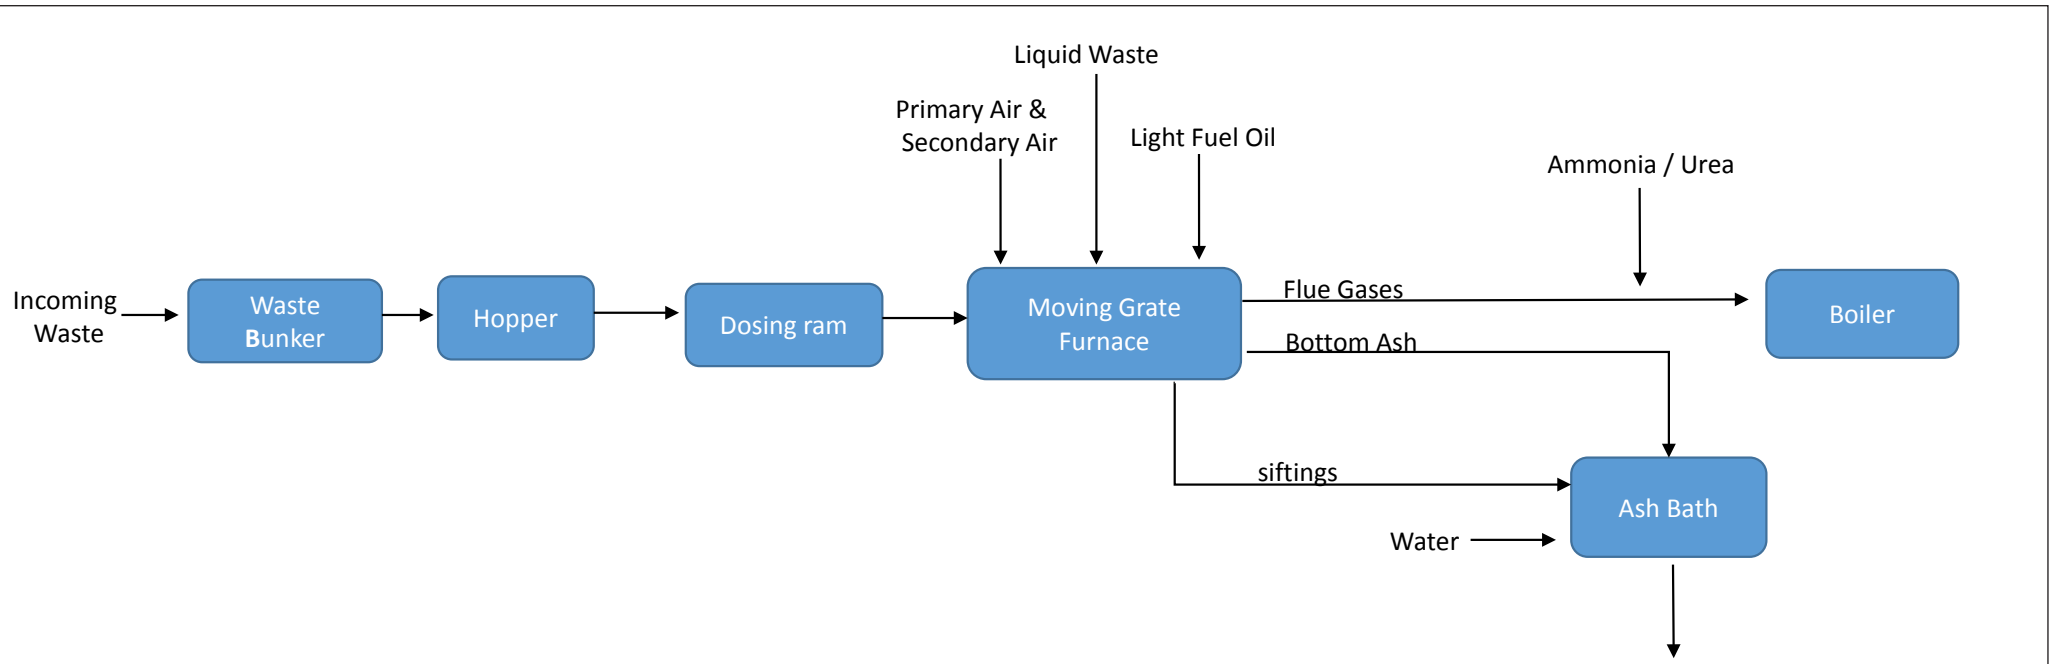 Liquid Waste
Primary Air &
Secondary Air
Light Fuel Oil
Ammonia / Urea
Incoming
Waste
Waste
Bunker
Hopper
Dosing ram
Moving Grate
Furnace
Flue Gases
Boiler
Bottom Ash
siftings
Ash Bath
Water